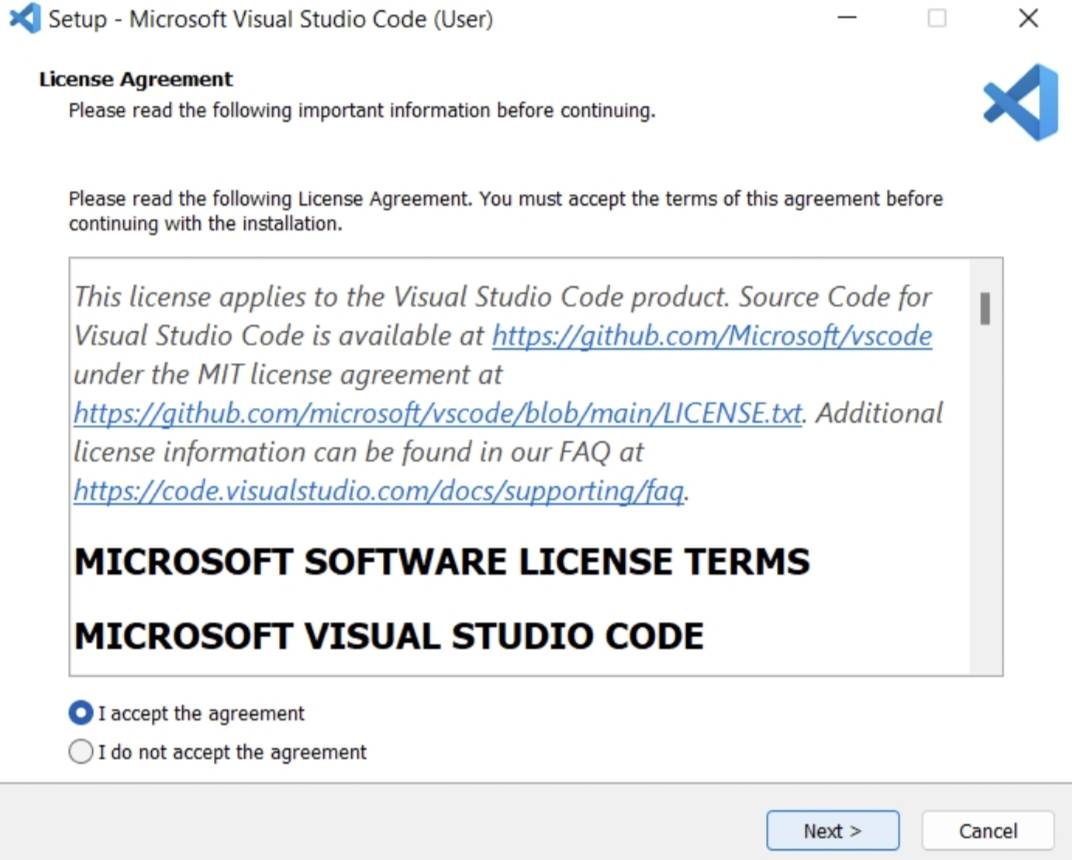 Setup - Microsoft Visual Studio Code (User)
License Agreement
Please read the following important information before continuing.
Please read the following License Agreement. You must accept the terms of this agreement before
continuing with the installation.
This license applies to the Visual Studio Code product. Source Code for
Visual Studio Code is available at https://github.com/Microsoft/vscode
under the MIT license agreement at
https://github.com/microsoft/vscode/blob/main/LICENSE.txt. Additional
license information can be found in our FAQ at
https://code.visualstudio.com/docs/supporting/faq.
MICROSOFT SOFTWARE LICENSE TERMS
MICROSOFT VISUAL STUDIO CODE
I accept the agreement
I do not accept the agreement
Next >
Cancel